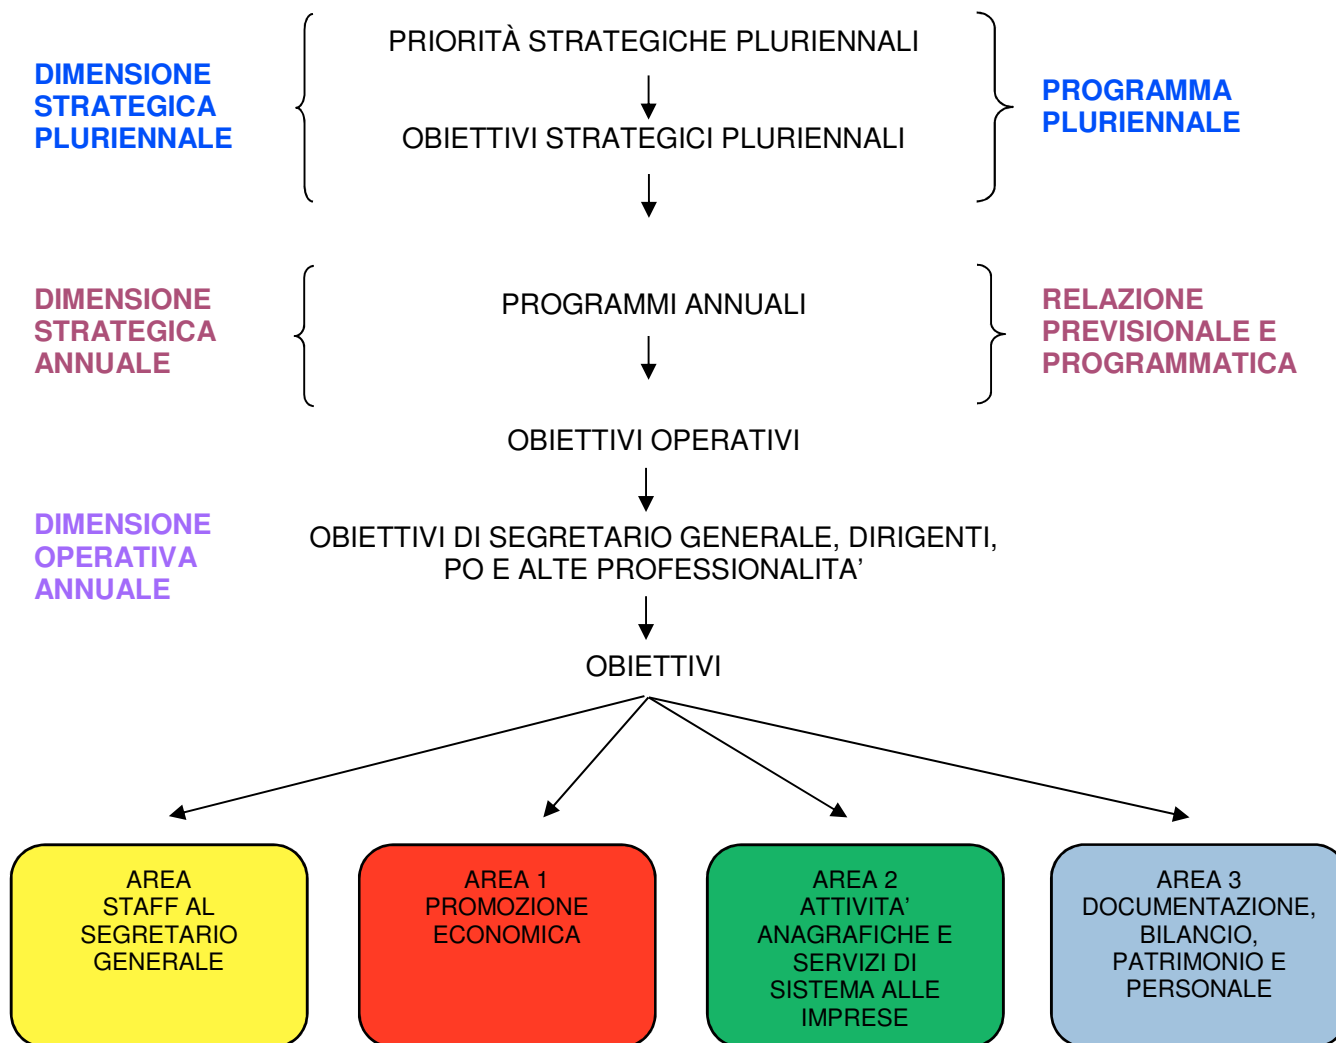 PRIORITÀ STRATEGICHE PLURIENNALI
DIMENSIONE
STRATEGICA
PLURIENNALE
PROGRAMMA
PLURIENNALE
OBIETTIVI STRATEGICI PLURIENNALI
DIMENSIONE
STRATEGICA
ANNUALE
PROGRAMMI ANNUALI
RELAZIONE
PREVISIONALE E
PROGRAMMATICA
OBIETTIVI OPERATIVI
DIMENSIONE
OPERATIVA
ANNUALE
OBIETTIVI DI SEGRETARIO GENERALE, DIRIGENTI,
PO E ALTE PROFESSIONALITA’
OBIETTIVI
AREA
STAFF AL
SEGRETARIO
GENERALE
AREA 1
PROMOZIONE
ECONOMICA
AREA 2
ATTIVITA’
ANAGRAFICHE E
SERVIZI DI
SISTEMA ALLE
IMPRESE
AREA 3
DOCUMENTAZIONE,
BILANCIO,
PATRIMONIO E
PERSONALE